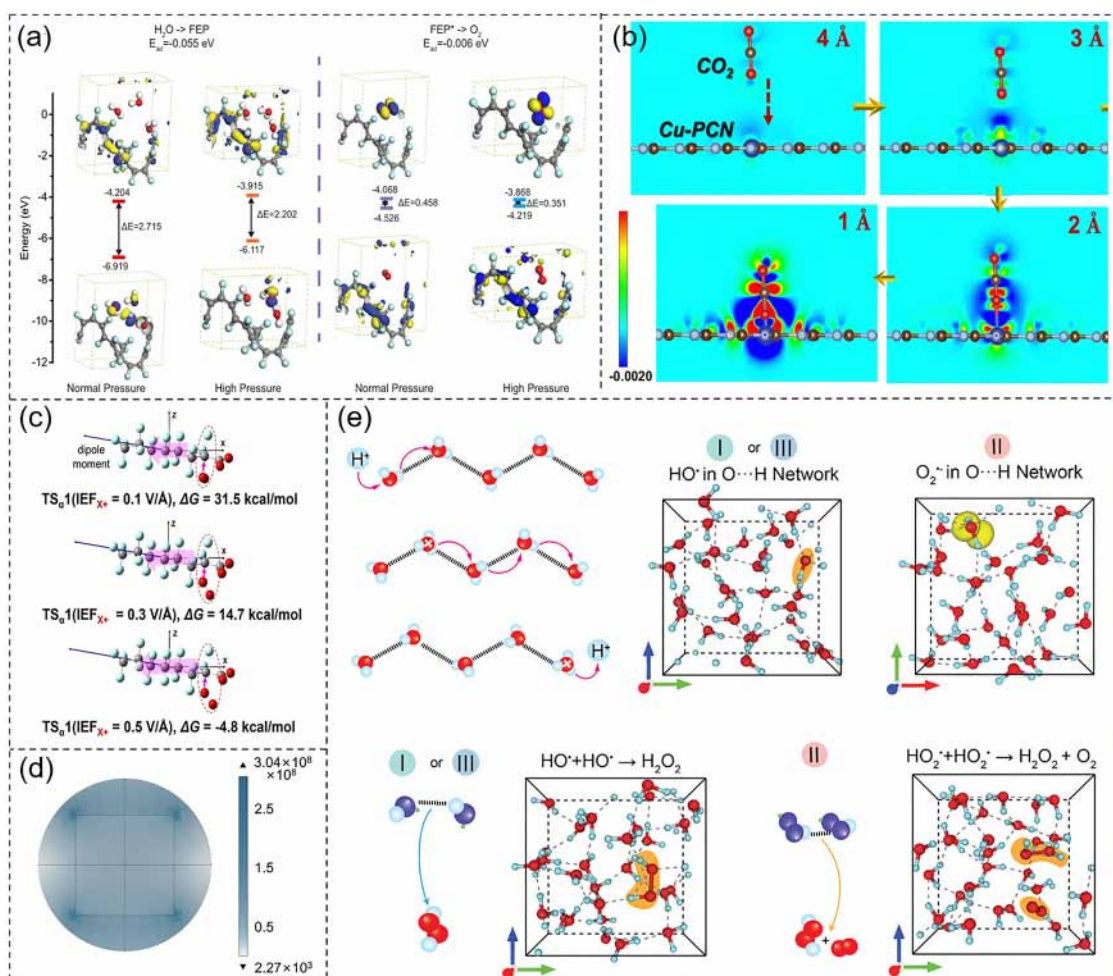 (a)
H₂O -> FEP
E_ad=-0.055 eV
FEP* -> O₂
E_ad=-0.006 eV
Energy (eV)
0
-2
-4
-6
-8
-10
-12
-4.204
ΔE=2.715
-6.919
-3.915
ΔE=2.202
-6.117
-4.068
ΔE=0.458
-4.526
-3.868
ΔE=0.351
-4.219
Normal Pressure
High Pressure
Normal Pressure
High Pressure
(b)
4 Å
CO₂
Cu-PCN
3 Å
1 Å
2 Å
-0.0020
(c)
z
x
dipole
moment
TSα1(IEFX+ = 0.1 V/Å), ΔG = 31.5 kcal/mol
z
x
TSα1(IEFX+ = 0.3 V/Å), ΔG = 14.7 kcal/mol
z
x
TSα1(IEFX+ = 0.5 V/Å), ΔG = -4.8 kcal/mol
(d)
3.04×10⁸
×10⁸
2.5
1.5
0.5
2.27×10³
(e)
H⁺
H⁺
I or III
HO• in O···H Network
II
O₂•⁻ in O···H Network
I or III
HO•+HO• → H₂O₂
II
+
HO₂•+HO₂• → H₂O₂ + O₂